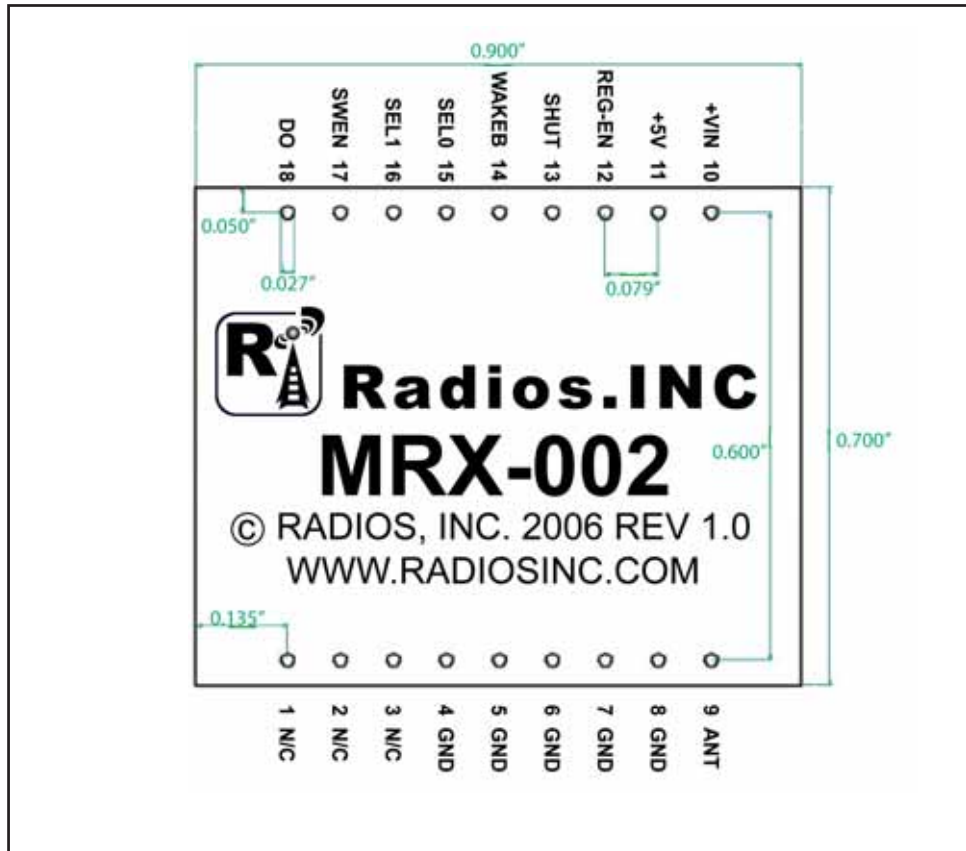 0.900"
DO 18
SWEN 17
SEL1 16
SEL0 15
WAKEB 14
SHUT 13
REG-EN 12
+5V 11
+VIN 10
0.050"
0.027"
0.079"
R
Radios.INC
MRX-002
0.600"
0.700"
© RADIOS, INC. 2006 REV 1.0
WWW.RADIOSINC.COM
0.135"
1 N/C
2 N/C
3 N/C
4 GND
5 GND
6 GND
7 GND
8 GND
9 ANT